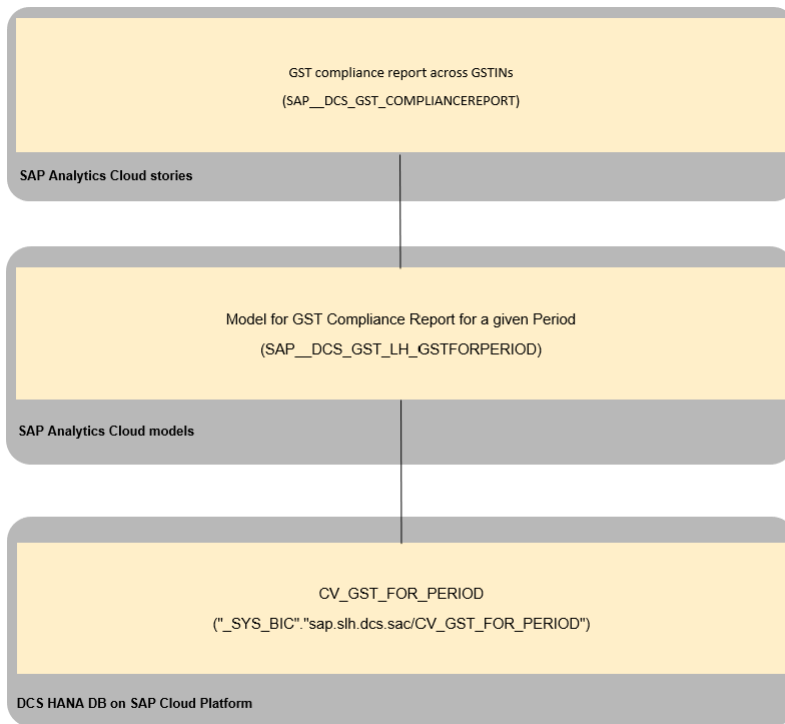 GST compliance report across GSTINs
(SAP__DCS_GST_COMPLIANCEREPORT)
SAP Analytics Cloud stories
Model for GST Compliance Report for a given Period
(SAP__DCS_GST_LH_GSTFORPERIOD)
SAP Analytics Cloud models
CV_GST_FOR_PERIOD
("_SYS_BIC"."sap.slh.dcs.sac/CV_GST_FOR_PERIOD")
DCS HANA DB on SAP Cloud Platform